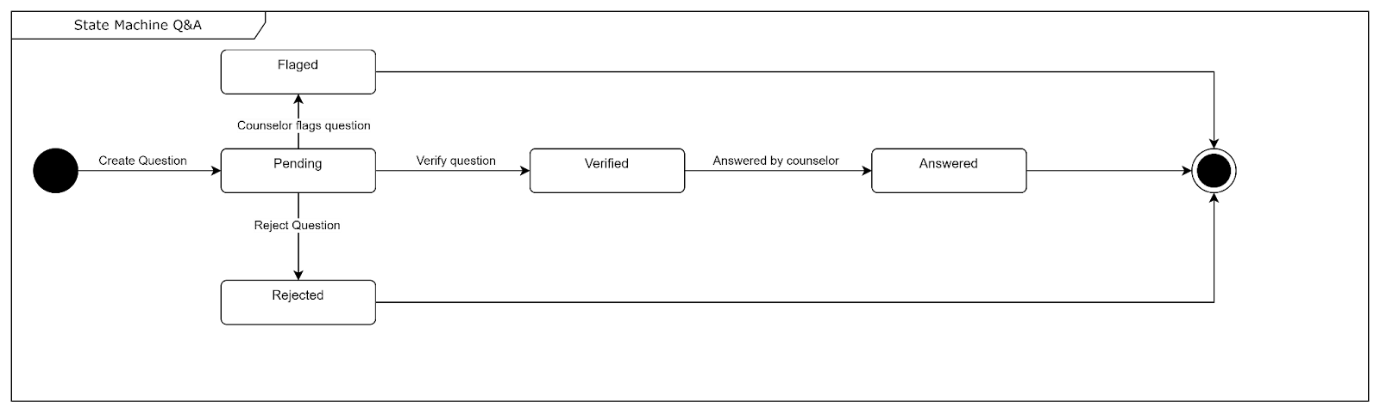 State Machine Q&A
Flaged
Counselor flags question
Create Question
Pending
Verify question
Verified
Answered by counselor
Answered
Reject Question
Rejected